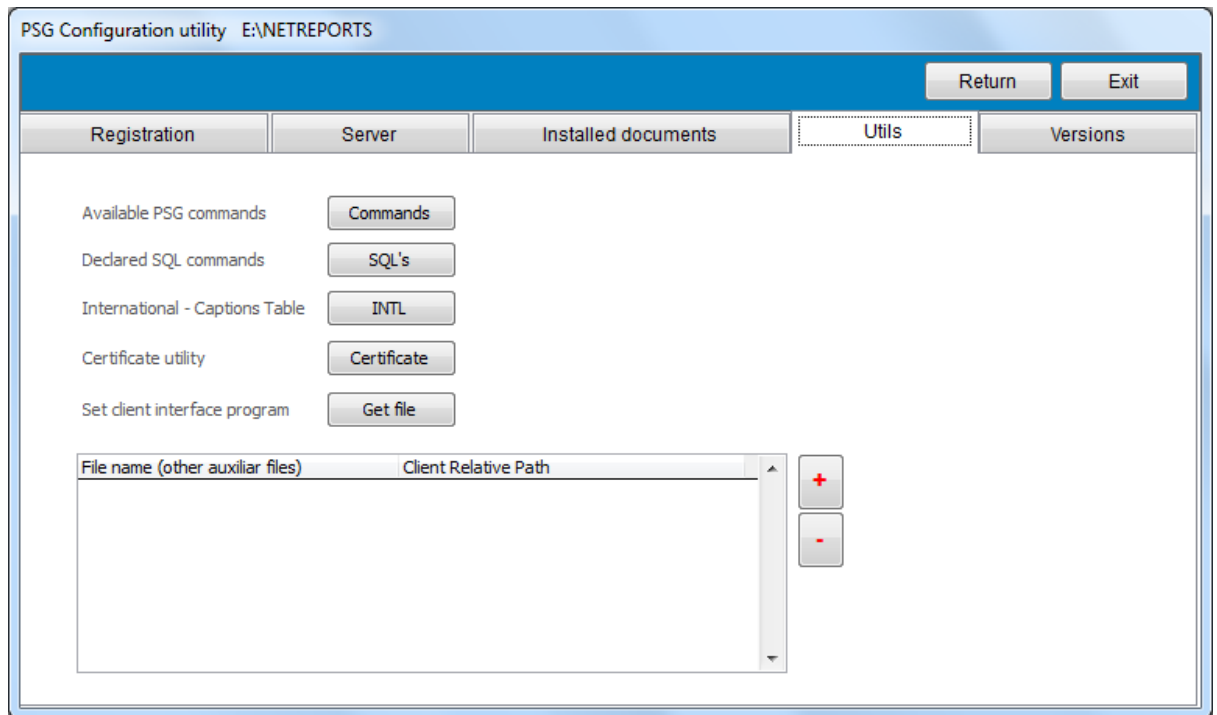 PSG Configuration utility E:\NETREPORTS
Return Exit
Registration Server Installed documents Utils Versions
Available PSG commands Commands
Declared SQL commands SQL's
International - Captions Table INTL
Certificate utility Certificate
Set client interface program Get file
File name (other auxiliar files) Client Relative Path
+
-